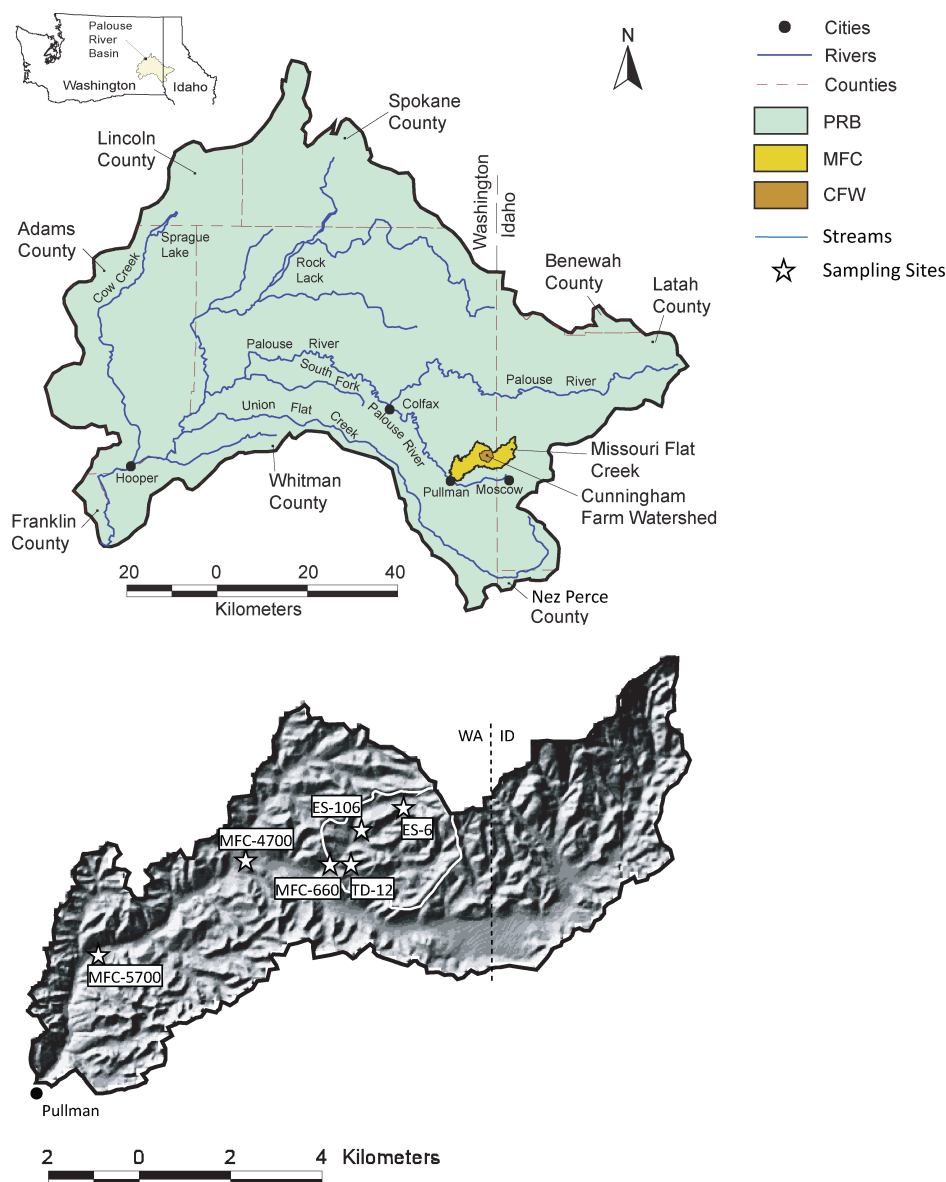 Palouse
River
Basin
Washington
Idaho
N
Cities
Rivers
Counties
PRB
MFC
CFW
Streams
Sampling Sites
Spokane
County
Lincoln
County
Washington
Idaho
Adams
County
Sprague
Lake
Cow Creek
Rock
Lack
Benewah
County
Latah
County
Palouse River
South Fork
Palouse River
Palouse River
Colfax
Union Flat Creek
Missouri Flat
Creek
Hooper
Whitman
County
Pullman
Moscow
Cunningham
Farm Watershed
Franklin
County
20 0 20 40
Kilometers
Nez Perce
County
WA ID
ES-106
ES-6
MFC-4700
MFC-660
TD-12
MFC-5700
Pullman
2 0 2 4 Kilometers